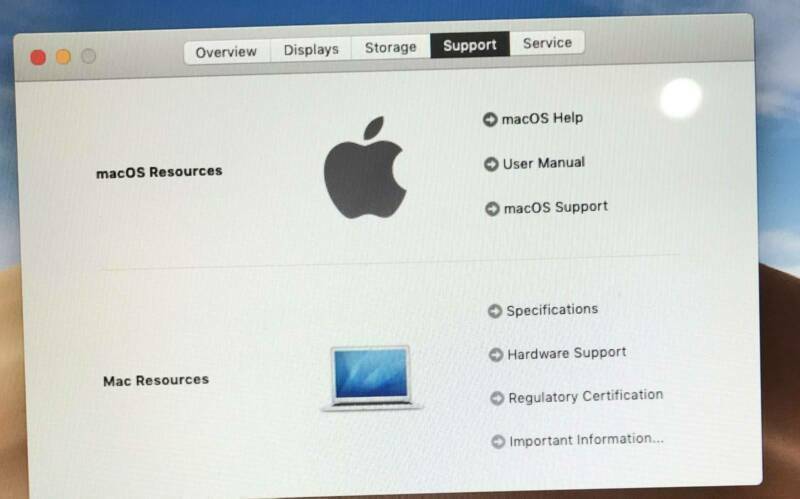 Overview Displays Storage Support Service
macOS Resources
macOS Help
User Manual
macOS Support
Mac Resources
Specifications
Hardware Support
Regulatory Certification
Important Information...